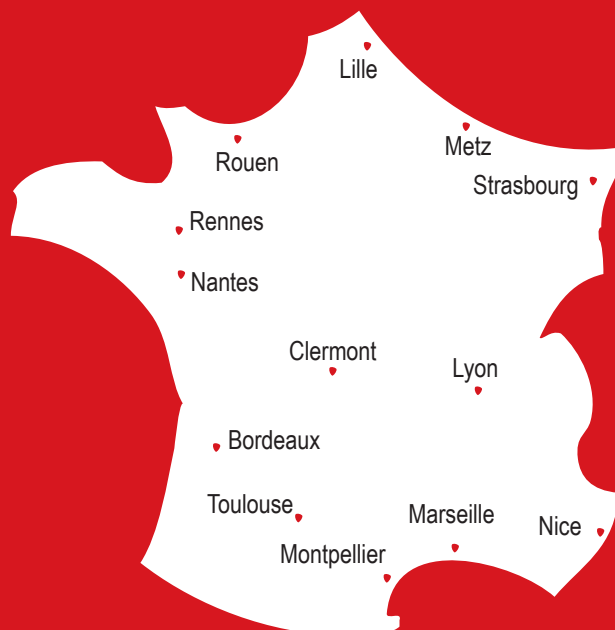 Lille
Rouen
Metz
Strasbourg
Rennes
Nantes
Clermont
Lyon
Bordeaux
Toulouse
Marseille
Nice
Montpellier